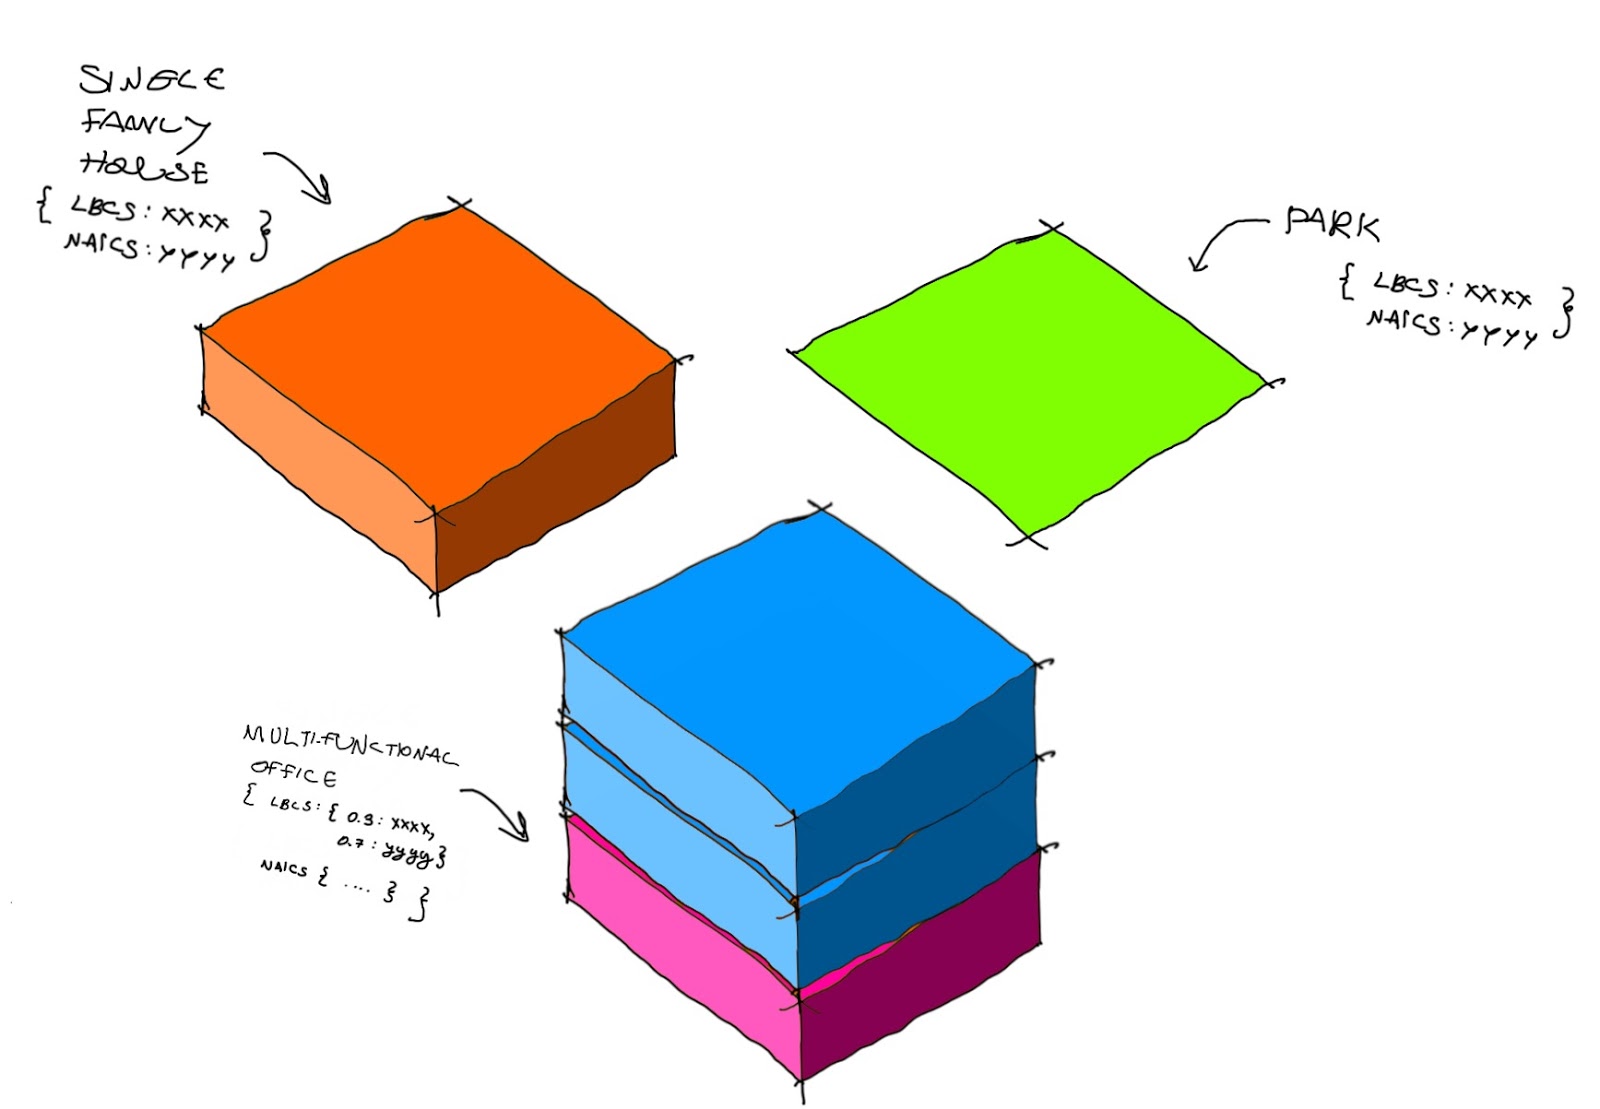 SINGLE
FAMILY
HOUSE
{ LBCS: XXXX }
NAICS: YYYY
PARK
{ LBCS: XXXX }
NAICS: YYYY
MULTI-FUNCTIONAL
OFFICE
{ LBCS: { 0.3: XXXX,
0.7: yyyy }
NAICS { .... } }